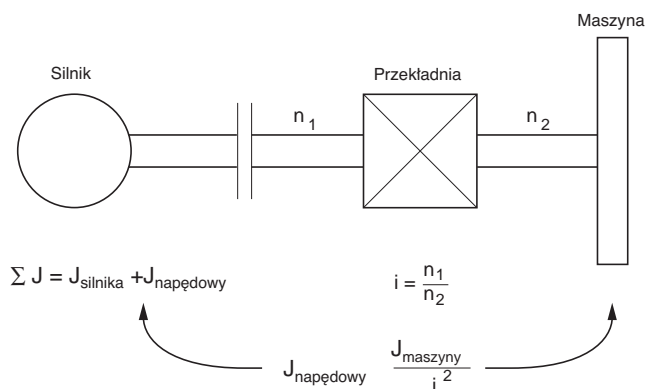 Maszyna
Silnik
Przekładnia
n1
n2
∑ J = Jsilnika +Jnapędowy
i = n1/n2
Jnapędowy Jmaszyny/i2